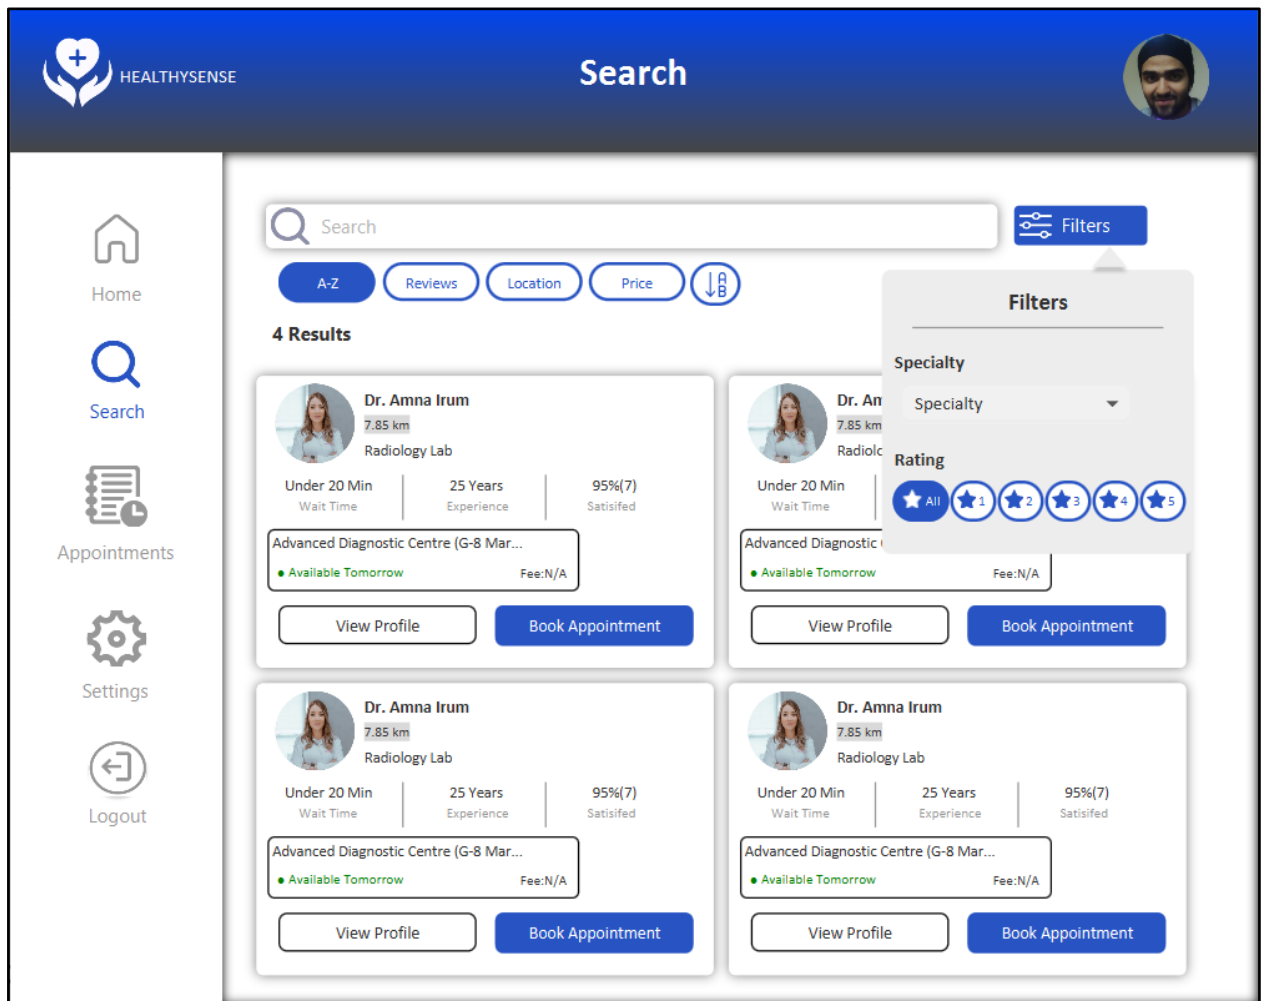 HEALTHYSENSE
Search
Home
Search
Appointments
Settings
Logout
Search
Filters
A-Z Reviews Location Price A B
4 Results
Filters
Specialty
Specialty
Rating
All 1 2 3 4 5
Dr. Amna Irum
7.85 km
Radiology Lab
Under 20 Min 25 Years 95%(7)
Wait Time Experience Satisifed
Advanced Diagnostic Centre (G-8 Mar...
Available Tomorrow Fee:N/A
View Profile Book Appointment
Dr. Am
7.85 km
Radiolo
Under 20 Min
Wait Time
Advanced Diagnostic
Available Tomorrow Fee:N/A
View Profile Book Appointment
Dr. Amna Irum
7.85 km
Radiology Lab
Under 20 Min 25 Years 95%(7)
Wait Time Experience Satisifed
Advanced Diagnostic Centre (G-8 Mar...
Available Tomorrow Fee:N/A
View Profile Book Appointment
Dr. Amna Irum
7.85 km
Radiology Lab
Under 20 Min 25 Years 95%(7)
Wait Time Experience Satisifed
Advanced Diagnostic Centre (G-8 Mar...
Available Tomorrow Fee:N/A
View Profile Book Appointment